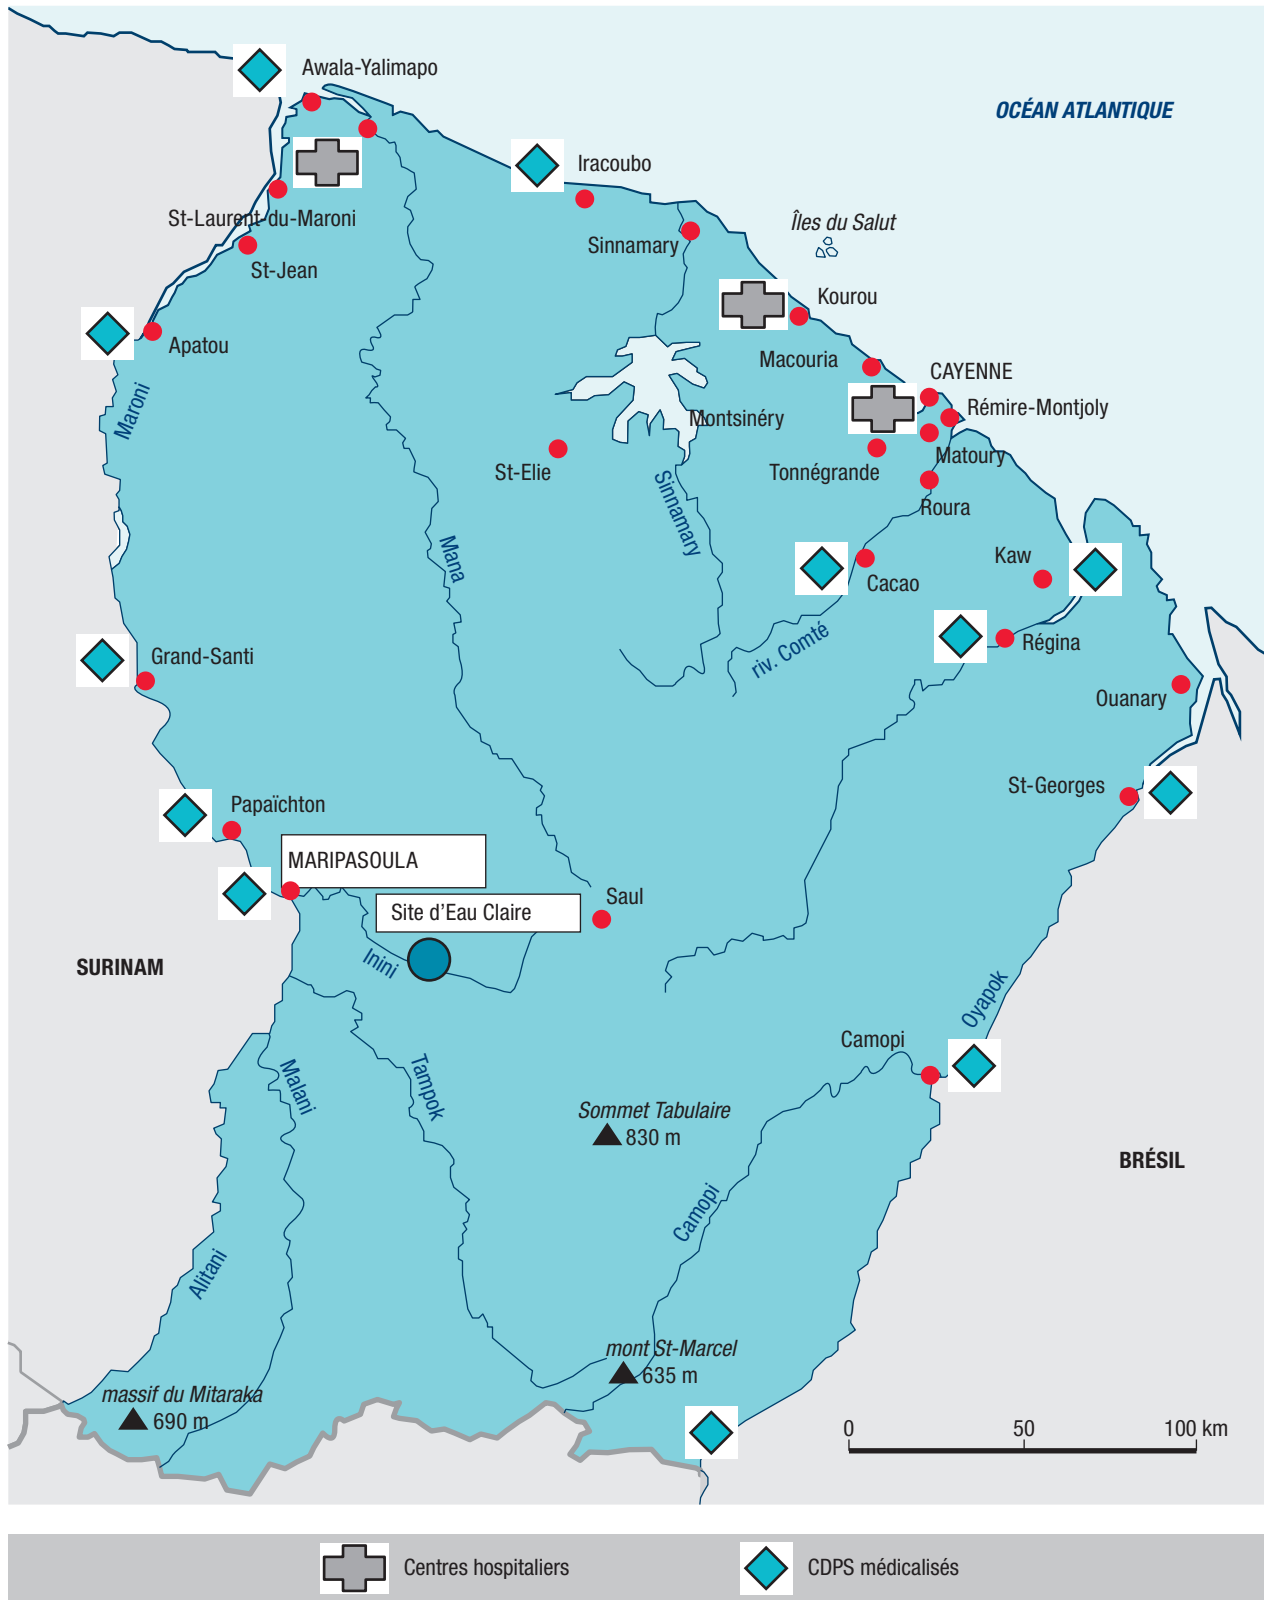 Awala-Yalimapo
OCÉAN ATLANTIQUE
Iracoubo
St-Laurent-du-Maroni
Îles du Salut
Sinnamary
St-Jean
Kourou
Apatou
Macouria
CAYENNE
Maroni
Montsinéry
Rémire-Montjoly
Matoury
St-Elie
Tonnégrande
Sinnamary
Roura
Mana
Kaw
Cacao
riv. Comté
Régina
Grand-Santi
Ouanary
St-Georges
Papaïchton
MARIPASOULA
Saul
Site d’Eau Claire
Inini
SURINAM
Oyapok
Camopi
Malani
Tampok
Sommet Tabulaire
830 m
BRÉSIL
Camopi
Alitani
mont St-Marcel
635 m
massif du Mitaraka
690 m
0 50 100 km
Centres hospitaliers
CDPS médicalisés